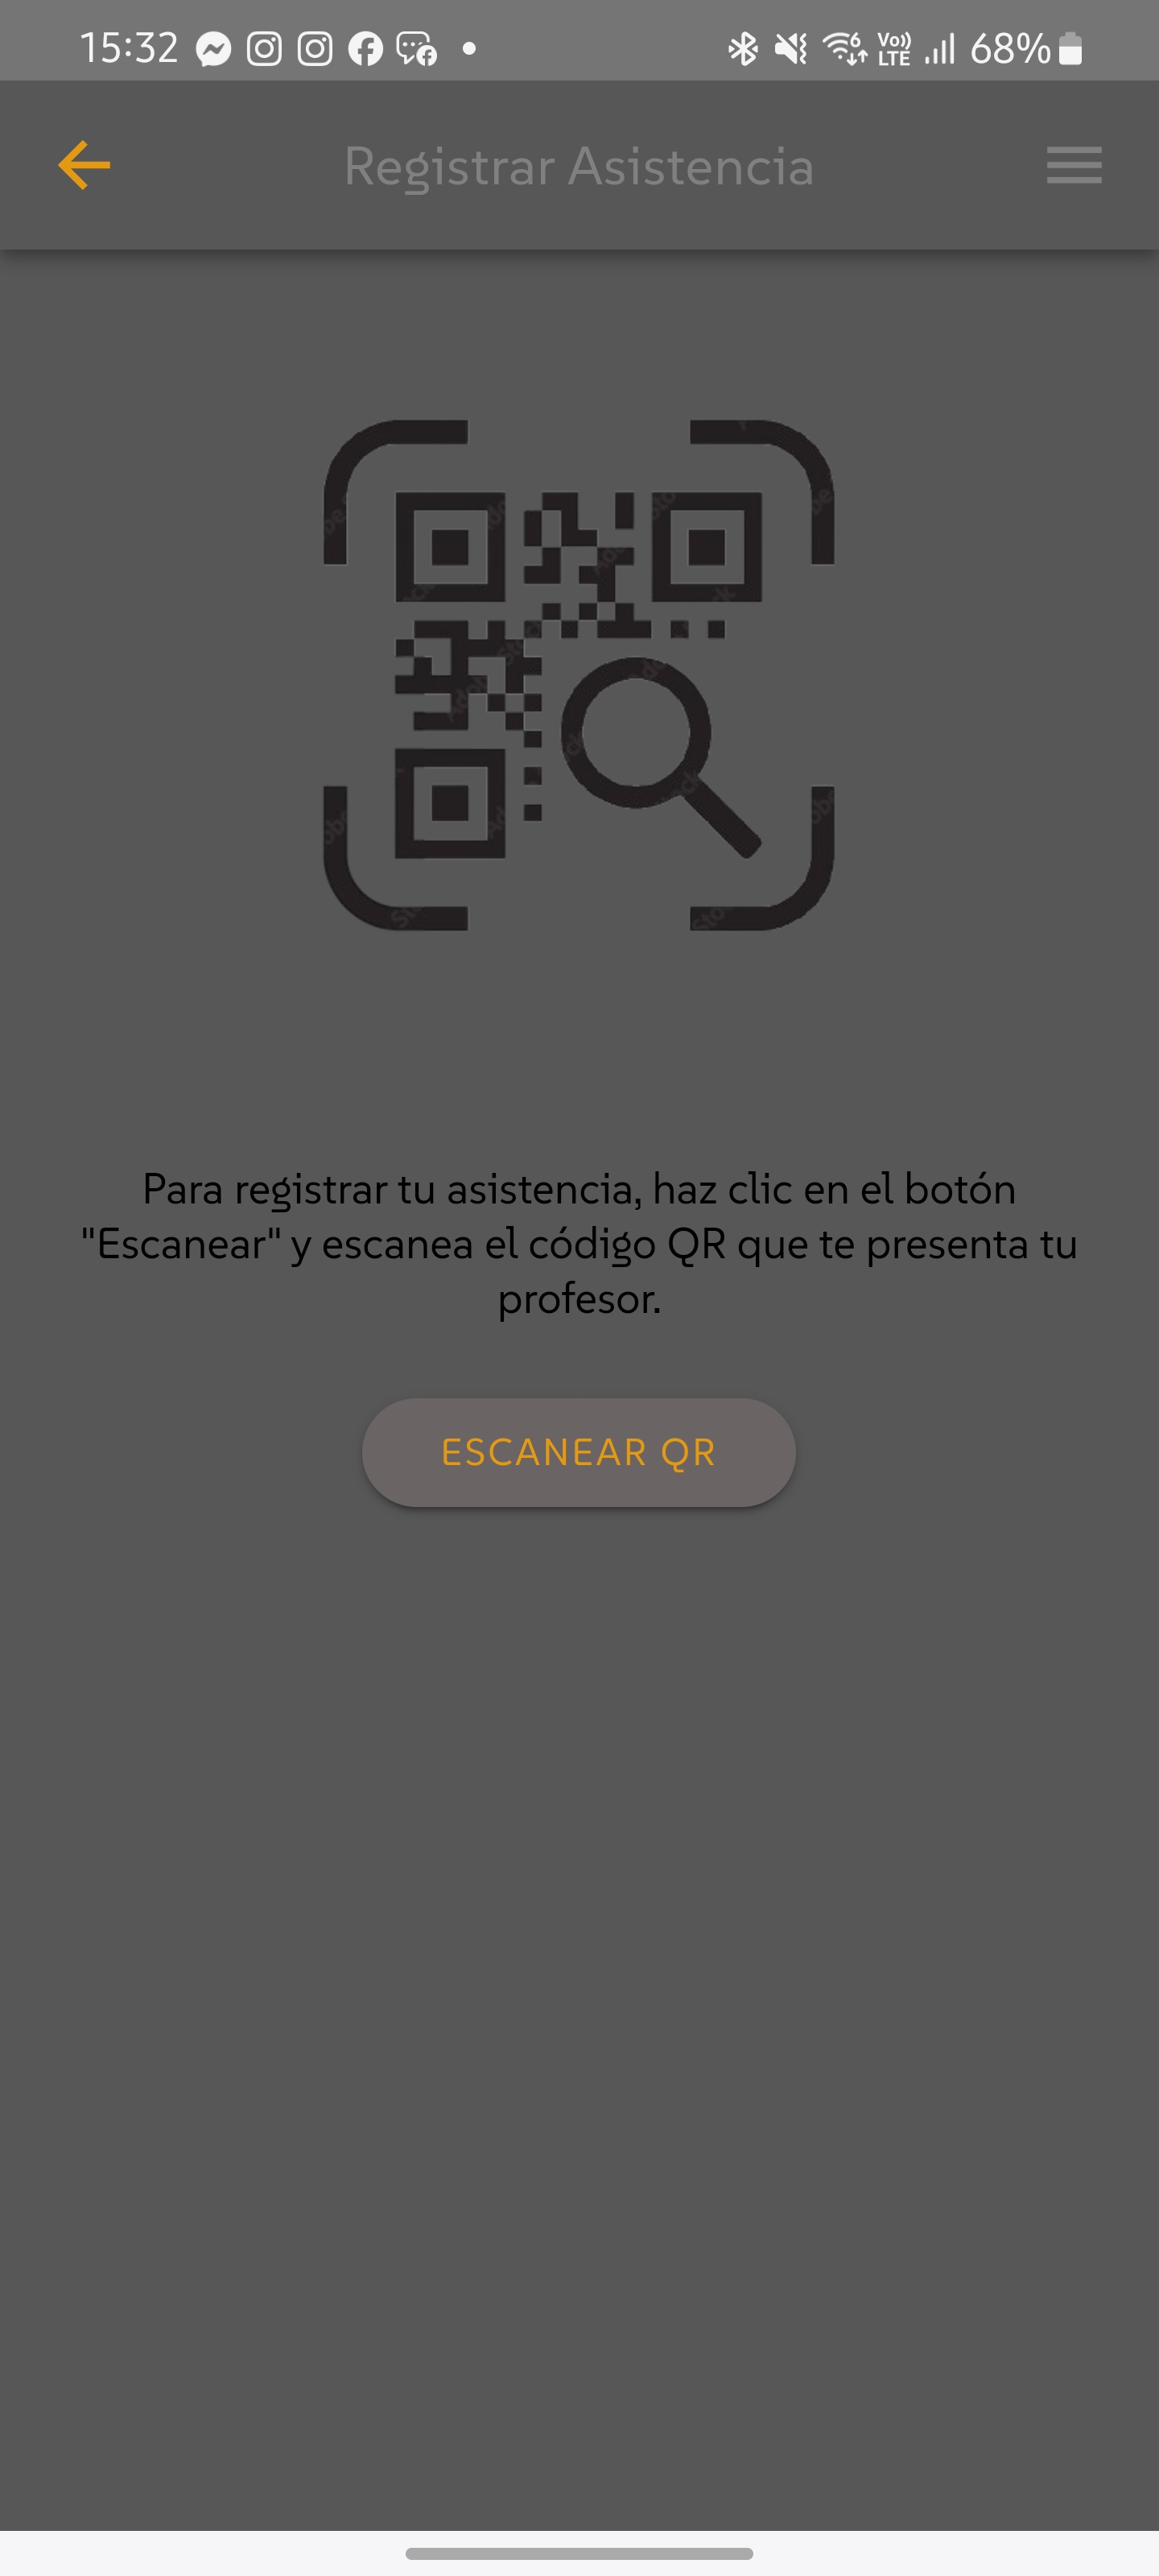 15:32
Vo)) LTE
68%
Registrar Asistencia
Para registrar tu asistencia, haz clic en el botón
"Escanear" y escanea el código QR que te presenta tu
profesor.
ESCANEAR QR